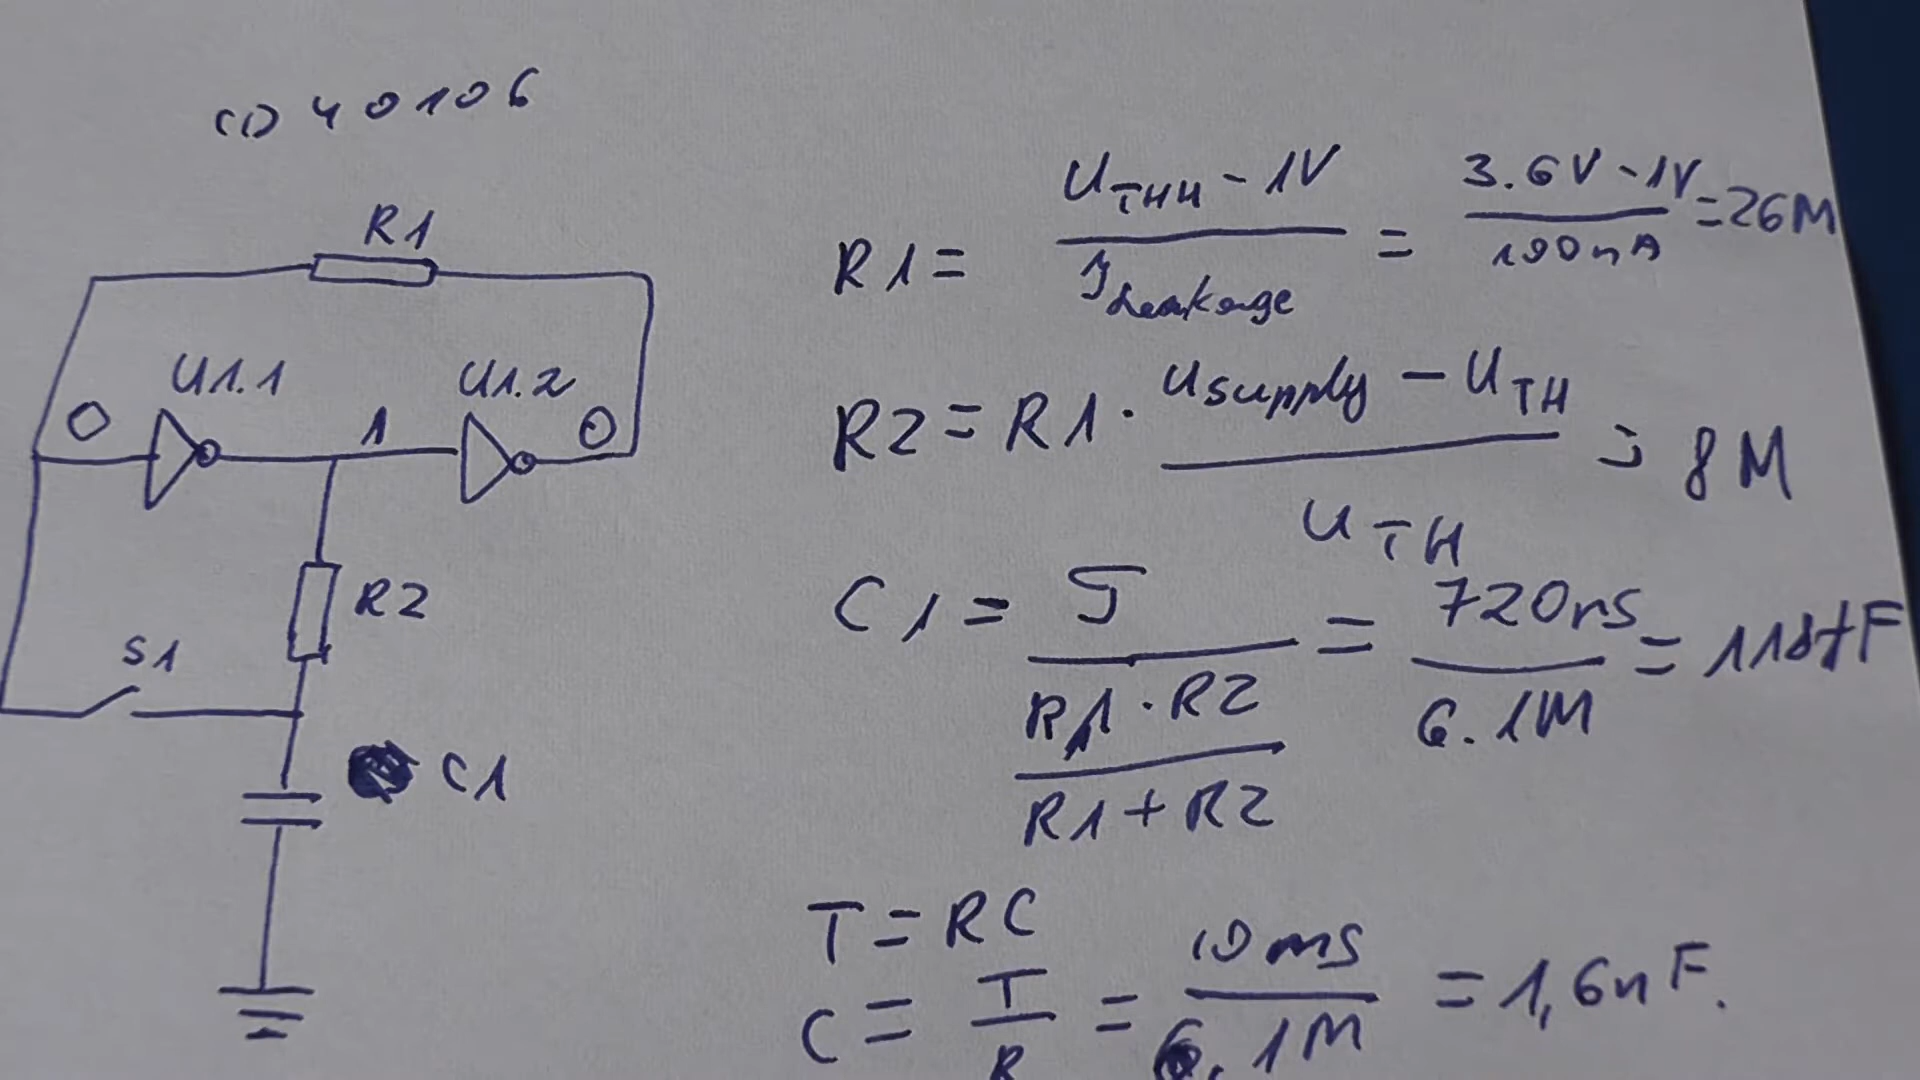 CD 40106
R1
U1.1
U1.2
0
1
0
R2
S1
C1
R1 = (U_THH - 1V) / I_Leakage = (3.6V - 1V) / 100nA = 26M
R2 = R1 · (U_supply - U_TH) / U_TH = 8M
C1 = T / ((R1 · R2) / (R1 + R2)) = 720ns / 6.1M = 118fF
T = RC
C = T / R = 10ms / 6.1M = 1,6nF.